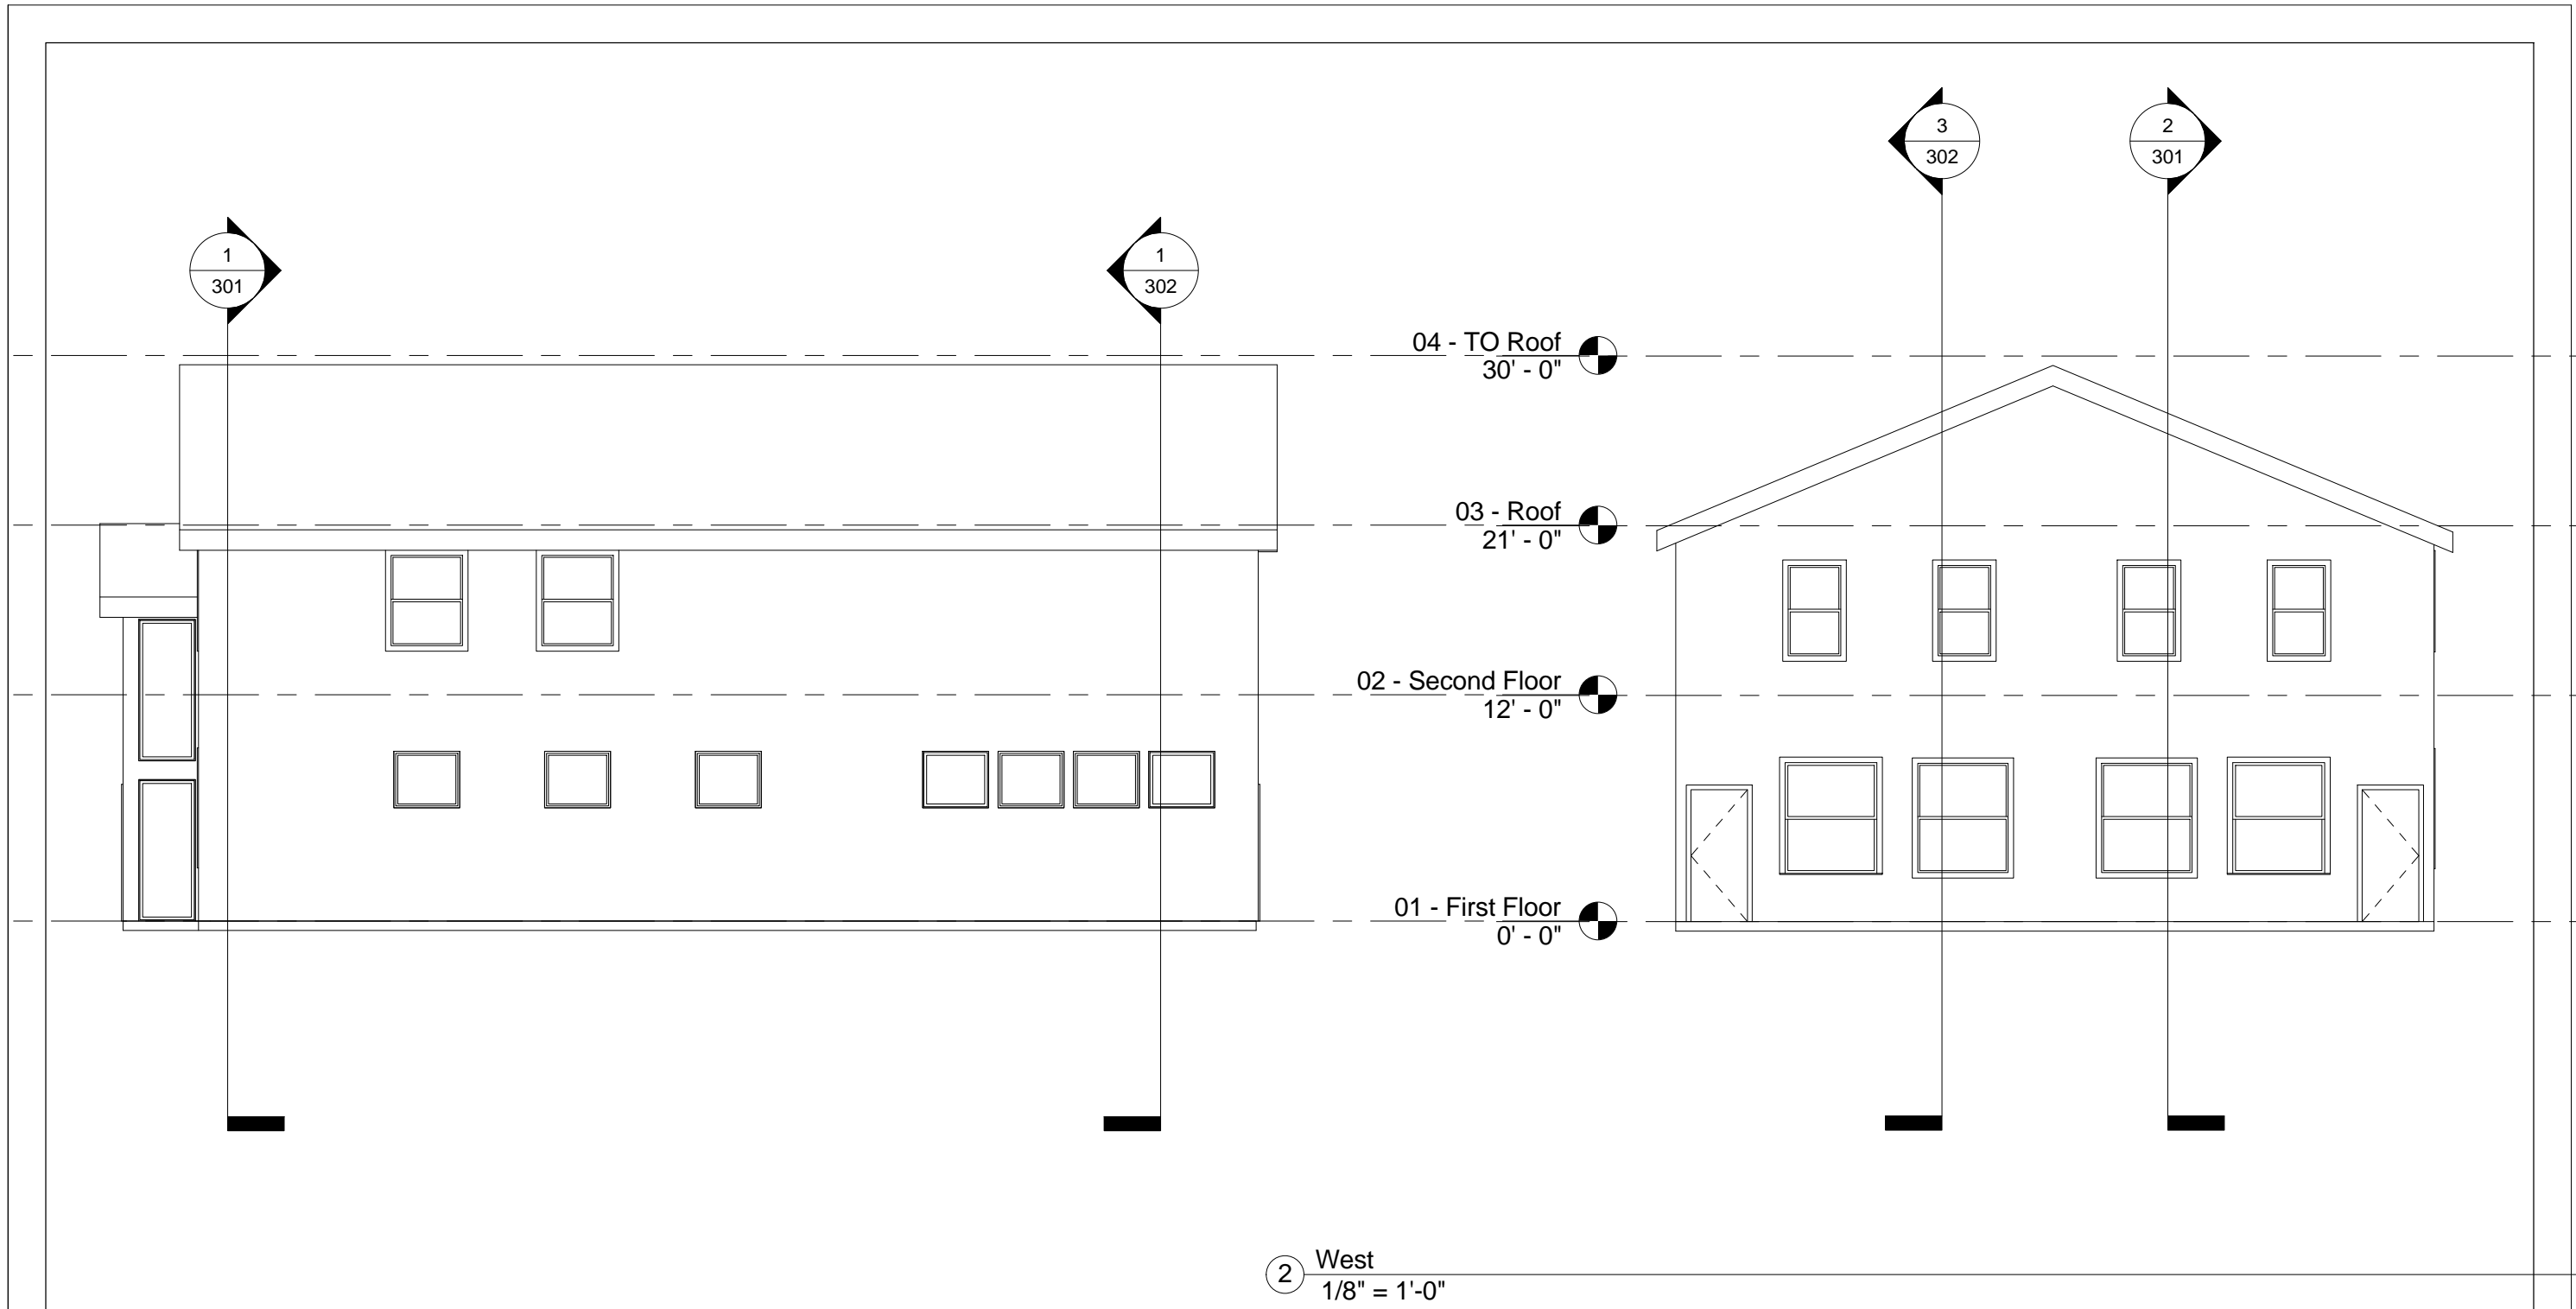 3
302
2
301
1
301
1
302
04 - TO Roof
30' - 0"
03 - Roof
21' - 0"
02 - Second Floor
12' - 0"
01 - First Floor
0' - 0"
2
West
1/8" = 1'-0"